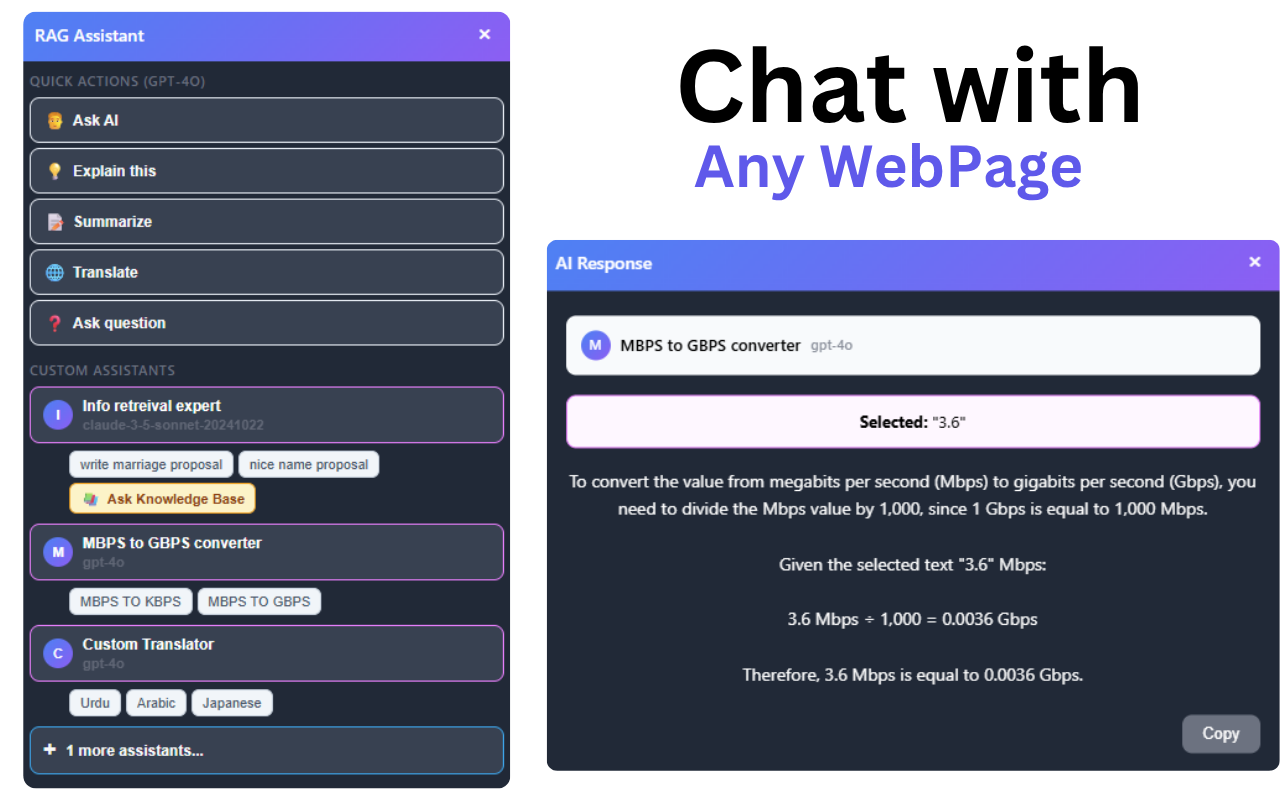 RAG Assistant ×
QUICK ACTIONS (GPT-4O)
Ask AI
Explain this
Summarize
Translate
Ask question
CUSTOM ASSISTANTS
I Info retreival expert
claude-3-5-sonnet-20241022
write marriage proposal nice name proposal
Ask Knowledge Base
M MBPS to GBPS converter
gpt-4o
MBPS TO KBPS MBPS TO GBPS
C Custom Translator
gpt-4o
Urdu Arabic Japanese
+ 1 more assistants...
Chat with
Any WebPage
AI Response ×
M MBPS to GBPS converter gpt-4o
Selected: "3.6"
To convert the value from megabits per second (Mbps) to gigabits per second (Gbps), you
need to divide the Mbps value by 1,000, since 1 Gbps is equal to 1,000 Mbps.
Given the selected text "3.6" Mbps:
3.6 Mbps ÷ 1,000 = 0.0036 Gbps
Therefore, 3.6 Mbps is equal to 0.0036 Gbps.
Copy